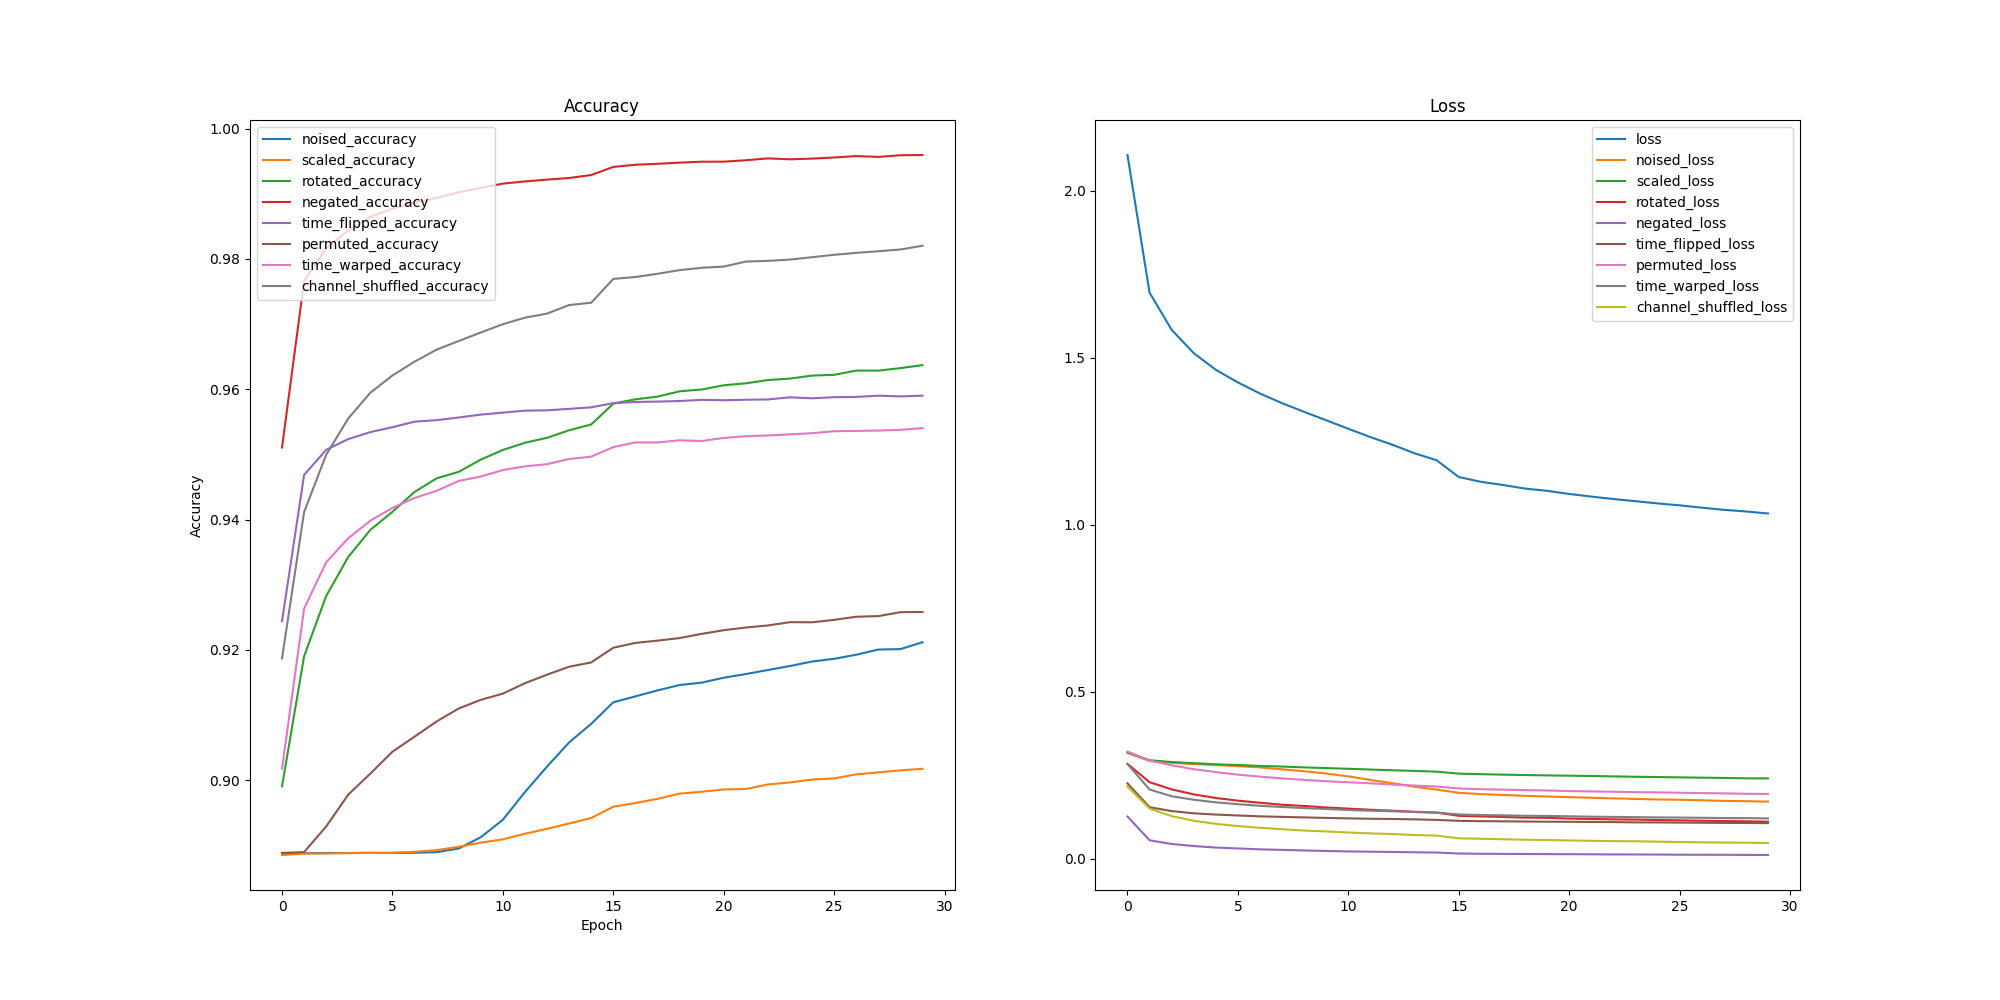 Accuracy
1.00
0.98
0.96
0.94
0.92
0.90
Accuracy
noised_accuracy
scaled_accuracy
rotated_accuracy
negated_accuracy
time_flipped_accuracy
permuted_accuracy
time_warped_accuracy
channel_shuffled_accuracy
0 5 10 15 20 25 30
Epoch
Loss
2.0
1.5
1.0
0.5
0.0
loss
noised_loss
scaled_loss
rotated_loss
negated_loss
time_flipped_loss
permuted_loss
time_warped_loss
channel_shuffled_loss
0 5 10 15 20 25 30